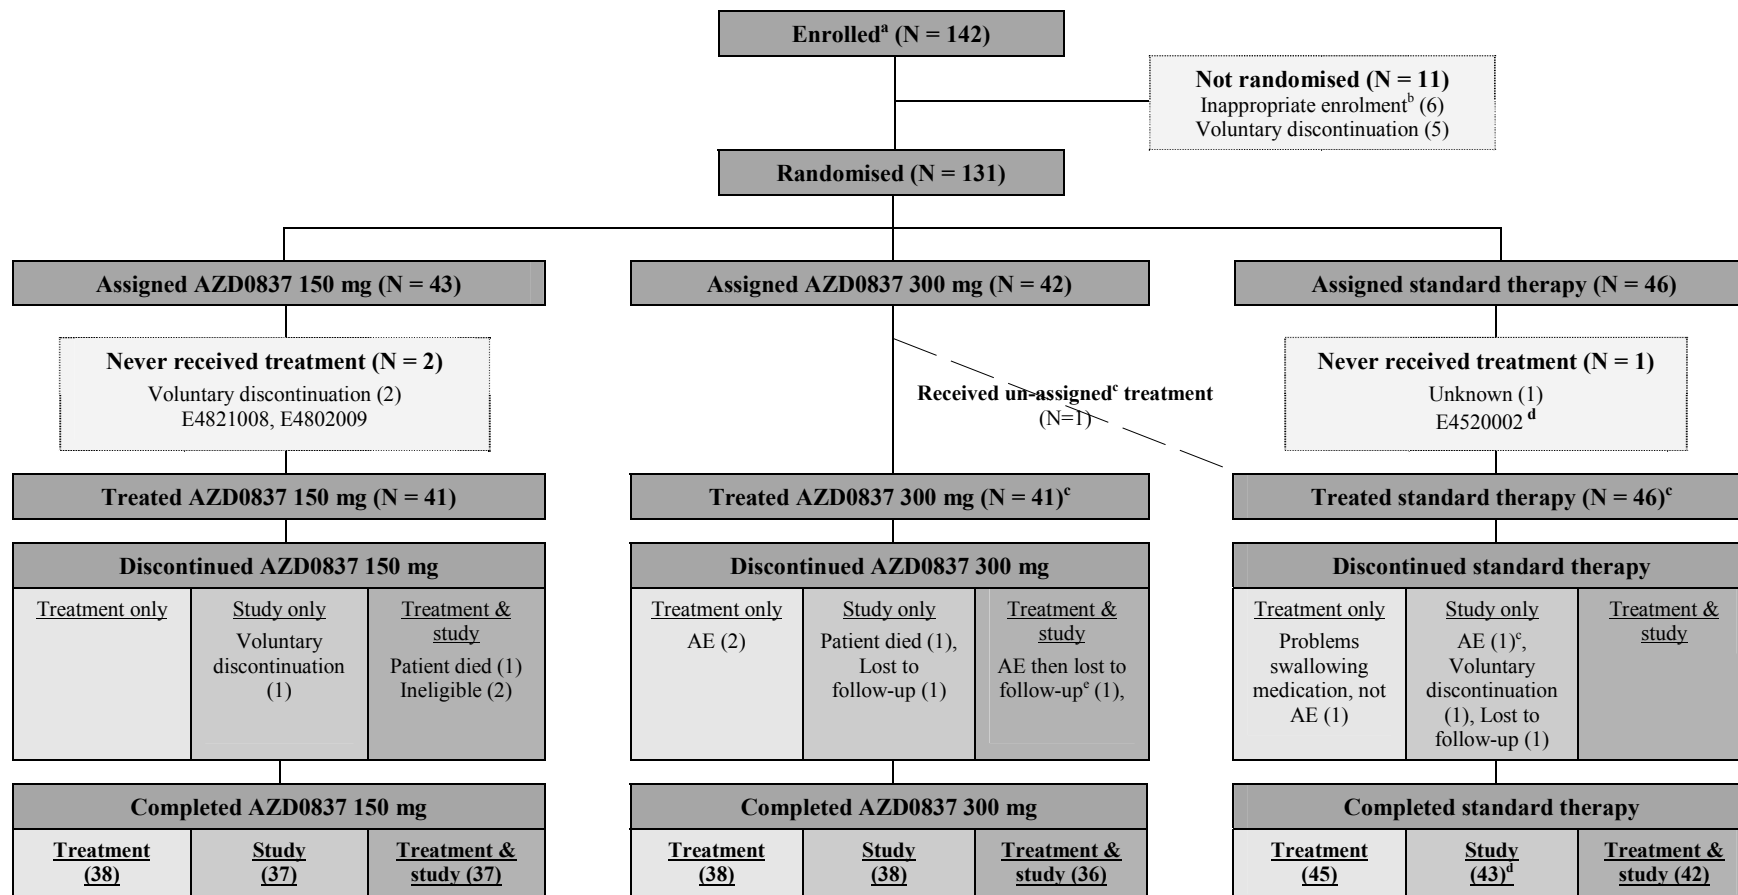 Enrolledᵃ (N = 142)
Not randomised (N = 11)
Inappropriate enrolmentᵇ (6)
Voluntary discontinuation (5)
Randomised (N = 131)
Assigned AZD0837 150 mg (N = 43)
Assigned AZD0837 300 mg (N = 42)
Assigned standard therapy (N = 46)
Never received treatment (N = 2)
Voluntary discontinuation (2)
E4821008, E4802009
Received un-assignedᶜ treatment
(N=1)
Never received treatment (N = 1)
Unknown (1)
E4520002 ᵈ
Treated AZD0837 150 mg (N = 41)
Treated AZD0837 300 mg (N = 41)ᶜ
Treated standard therapy (N = 46)ᶜ
Discontinued AZD0837 150 mg
Treatment only
Study only
Voluntary
discontinuation
(1)
Treatment &
study
Patient died (1)
Ineligible (2)
Discontinued AZD0837 300 mg
Treatment only
AE (2)
Study only
Patient died (1),
Lost to
follow-up (1)
Treatment &
study
AE then lost to
follow-upᵉ (1),
Discontinued standard therapy
Treatment only
Problems
swallowing
medication, not
AE (1)
Study only
AE (1)ᶜ,
Voluntary
discontinuation
(1), Lost to
follow-up (1)
Treatment &
study
Completed AZD0837 150 mg
Treatment
(38)
Study
(37)
Treatment &
study (37)
Completed AZD0837 300 mg
Treatment
(38)
Study
(38)
Treatment &
study (36)
Completed standard therapy
Treatment
(45)
Study
(43)ᵈ
Treatment &
study (42)